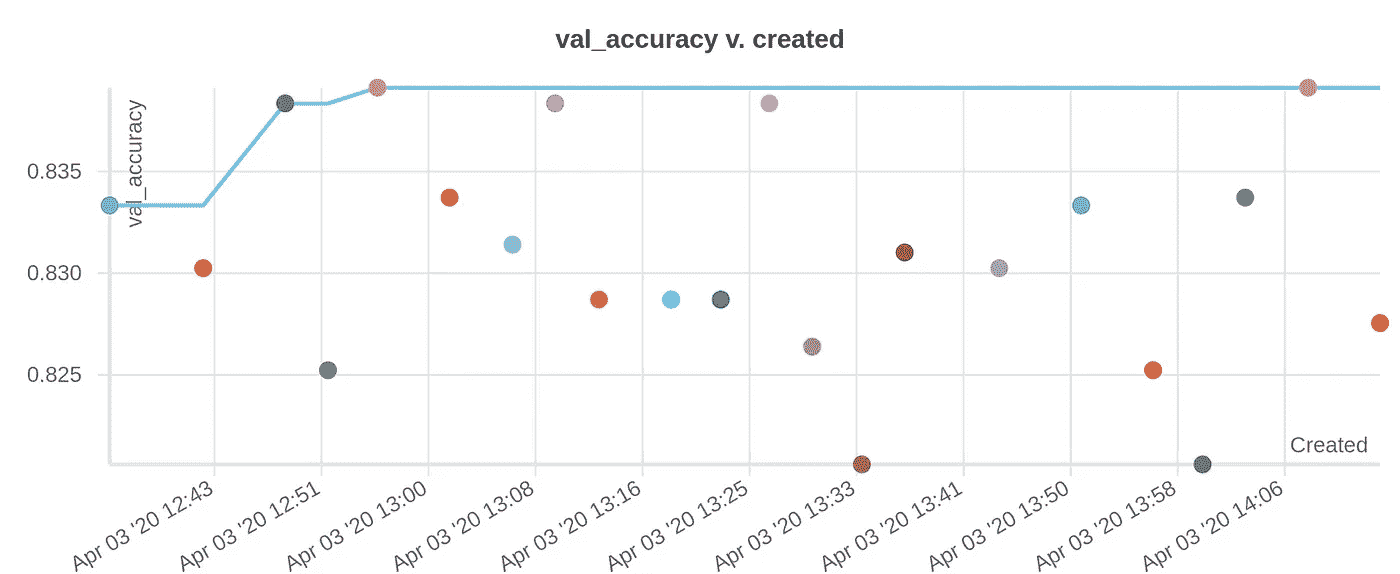 val_accuracy v. created
val_accuracy
0.835
0.830
0.825
Created
Apr 03 '20 12:43
Apr 03 '20 12:51
Apr 03 '20 13:00
Apr 03 '20 13:08
Apr 03 '20 13:16
Apr 03 '20 13:25
Apr 03 '20 13:33
Apr 03 '20 13:41
Apr 03 '20 13:50
Apr 03 '20 13:58
Apr 03 '20 14:06